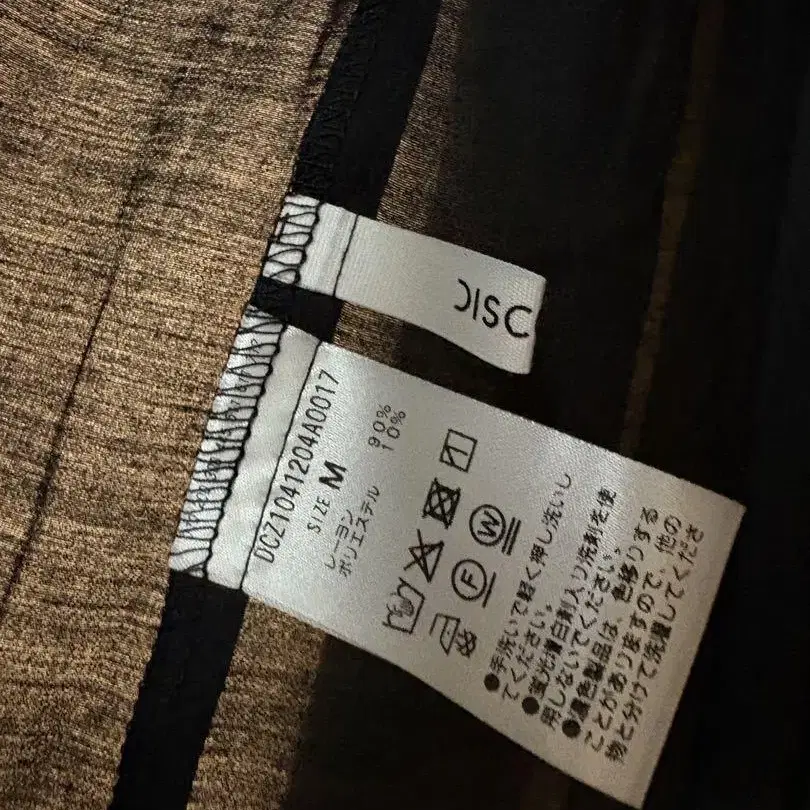 DCZ1041204A0017
SIZE M
レーヨン 90%
ポリエステル 10%
F W
●手洗いで軽く押し洗いし
てください。
●蛍光増白剤入り洗剤を使
用しないでください。
●濃色製品は、色移りする
ことがありますので、他の
物と分けて洗濯してくださ